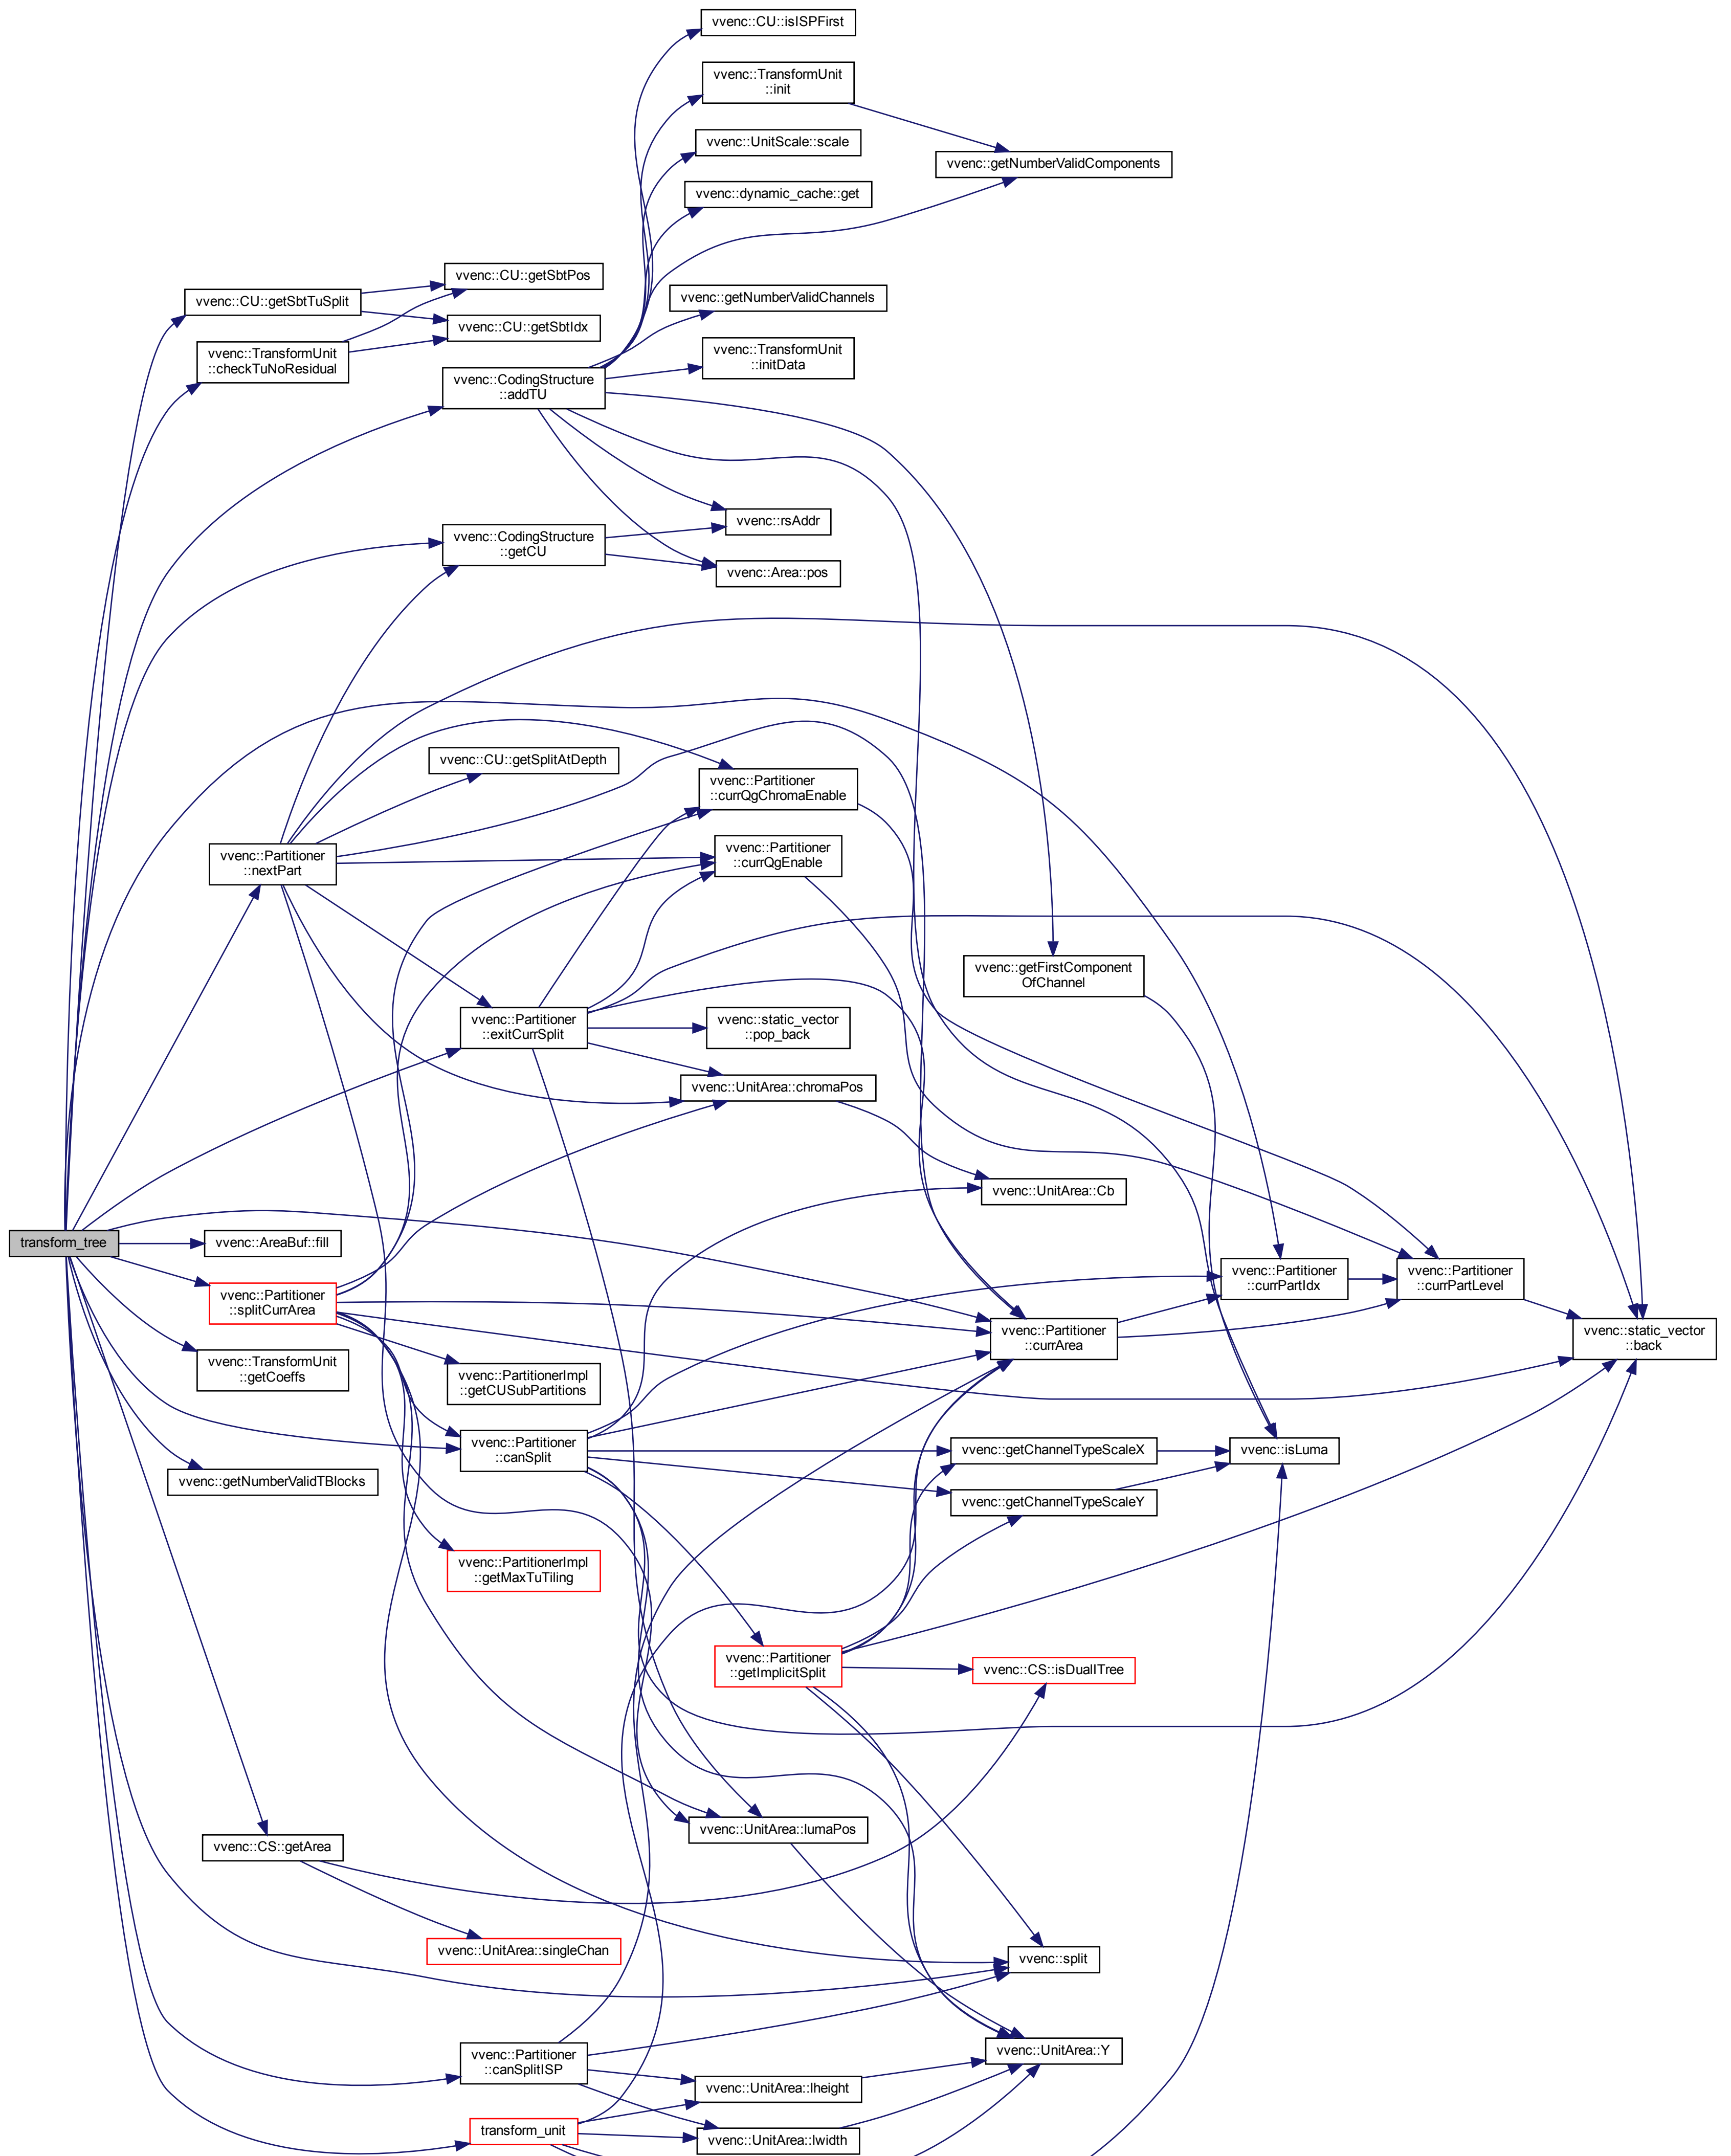 vvenc::CU::isISPFirst
vvenc::TransformUnit
::init
vvenc::UnitScale::scale
vvenc::getNumberValidComponents
vvenc::dynamic_cache::get
vvenc::CU::getSbtPos
vvenc::CU::getSbtTuSplit
vvenc::getNumberValidChannels
vvenc::CU::getSbtIdx
vvenc::TransformUnit
::checkTuNoResidual
vvenc::TransformUnit
::initData
vvenc::CodingStructure
::addTU
vvenc::rsAddr
vvenc::CodingStructure
::getCU
vvenc::Area::pos
vvenc::CU::getSplitAtDepth
vvenc::Partitioner
::currQgChromaEnable
vvenc::Partitioner
::nextPart
vvenc::Partitioner
::currQgEnable
vvenc::getFirstComponent
OfChannel
vvenc::Partitioner
::exitCurrSplit
vvenc::static_vector
::pop_back
vvenc::UnitArea::chromaPos
vvenc::UnitArea::Cb
transform_tree
vvenc::AreaBuf::fill
vvenc::Partitioner
::splitCurrArea
vvenc::Partitioner
::currPartIdx
vvenc::Partitioner
::currPartLevel
vvenc::Partitioner
::currArea
vvenc::static_vector
::back
vvenc::TransformUnit
::getCoeffs
vvenc::PartitionerImpl
::getCUSubPartitions
vvenc::Partitioner
::canSplit
vvenc::getChannelTypeScaleX
vvenc::isLuma
vvenc::getNumberValidTBlocks
vvenc::getChannelTypeScaleY
vvenc::PartitionerImpl
::getMaxTuTiling
vvenc::Partitioner
::getImplicitSplit
vvenc::CS::isDualITree
vvenc::UnitArea::lumaPos
vvenc::CS::getArea
vvenc::UnitArea::singleChan
vvenc::split
vvenc::Partitioner
::canSplitISP
vvenc::UnitArea::Y
vvenc::UnitArea::lheight
transform_unit
vvenc::UnitArea::lwidth